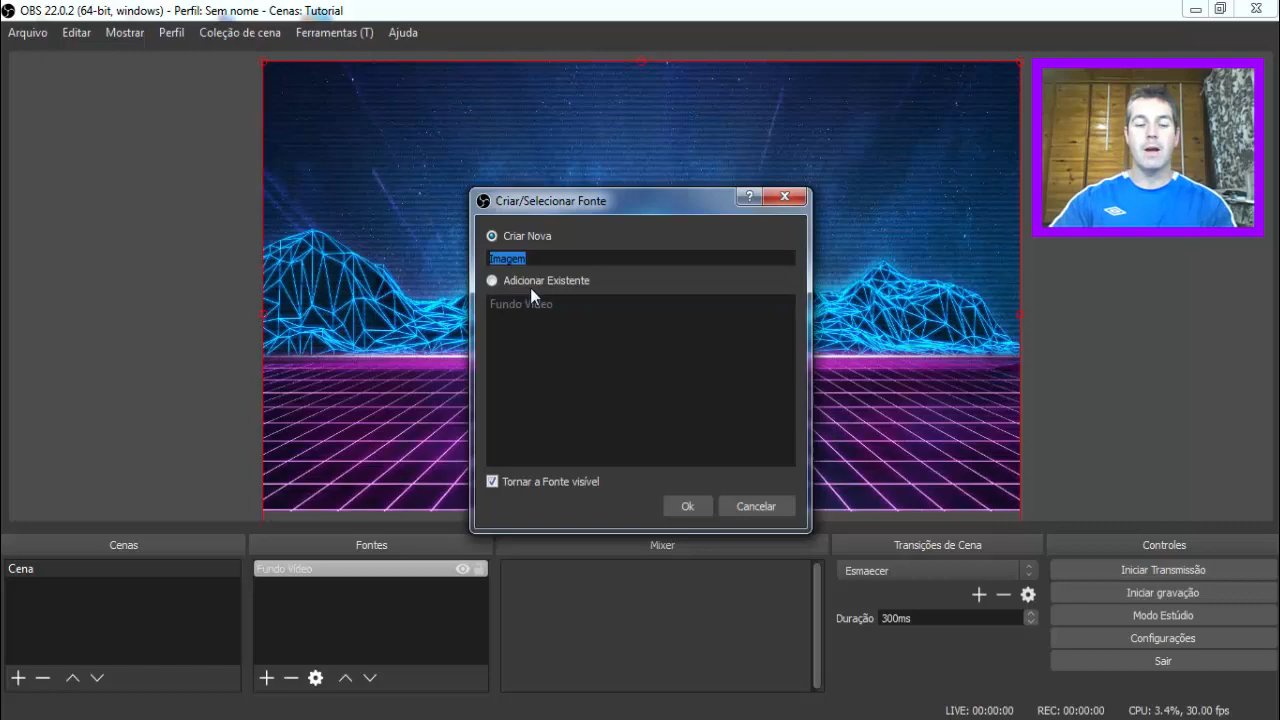 OBS 22.0.2 (64-bit, windows) - Perfil: Sem nome - Cenas: Tutorial
Arquivo Editar Mostrar Perfil Coleção de cena Ferramentas (T) Ajuda
Criar/Selecionar Fonte
Criar Nova
Imagem
Adicionar Existente
Fundo Vídeo
Tornar a Fonte visível
Ok Cancelar
Cenas Fontes Mixer Transições de Cena Controles
Cena Fundo Vídeo Esmaecer Iniciar Transmissão
Iniciar gravação
Duração 300ms Modo Estúdio
Configurações
Sair
LIVE: 00:00:00 REC: 00:00:00 CPU: 3.4%, 30.00 fps